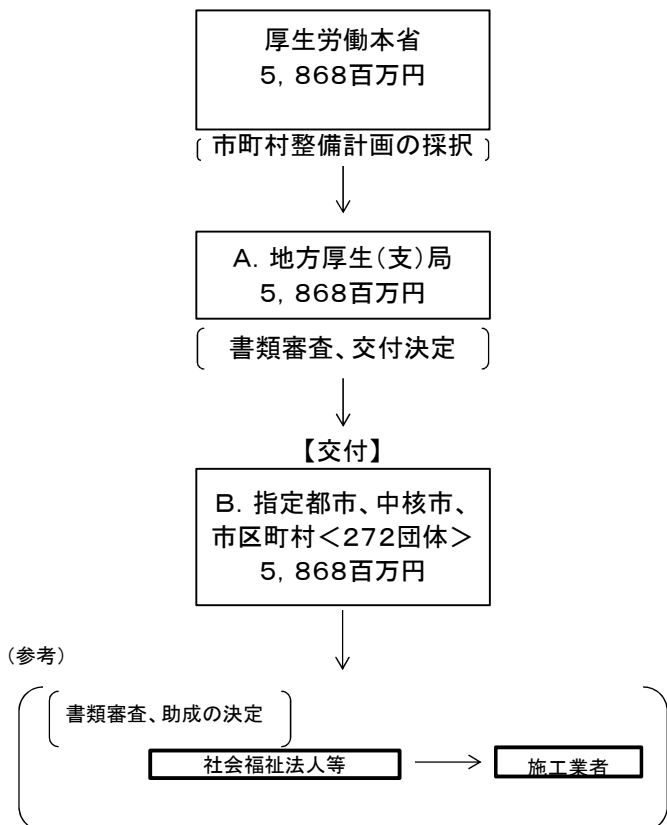 厚生労働本省
５，８６８百万円
市町村整備計画の採択
Ａ．地方厚生（支）局
５，８６８百万円
書類審査、交付決定
【交付】
Ｂ．指定都市、中核市、
市区町村＜２７２団体＞
５，８６８百万円
（参考）
書類審査、助成の決定
社会福祉法人等
施工業者